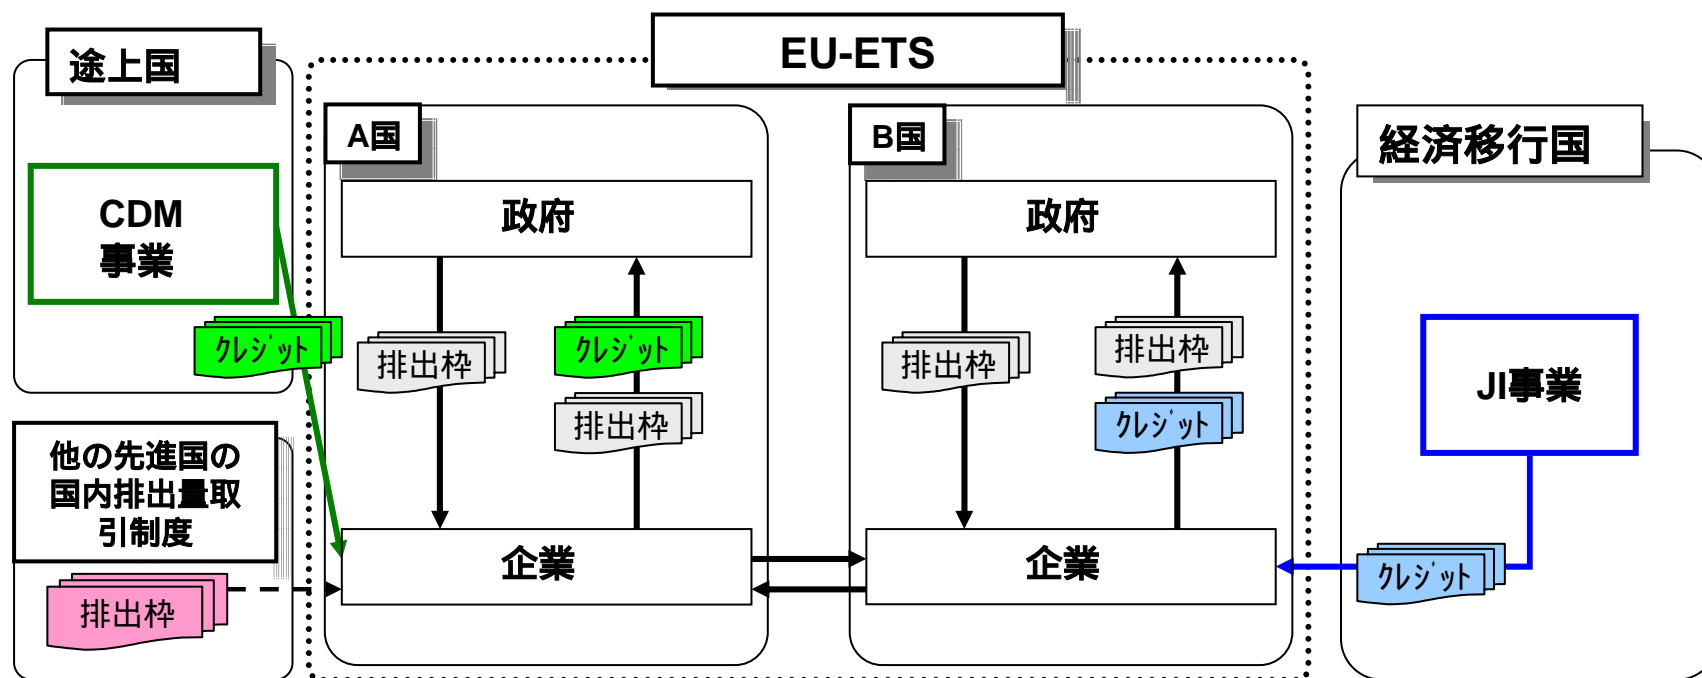 EU-ETS
途上国
CDM
事業
クレジット
他の先進国の
国内排出量取
引制度
排出枠
A国
政府
排出枠
クレジット
排出枠
企業
B国
政府
排出枠
排出枠
クレジット
企業
経済移行国
JI事業
クレジット